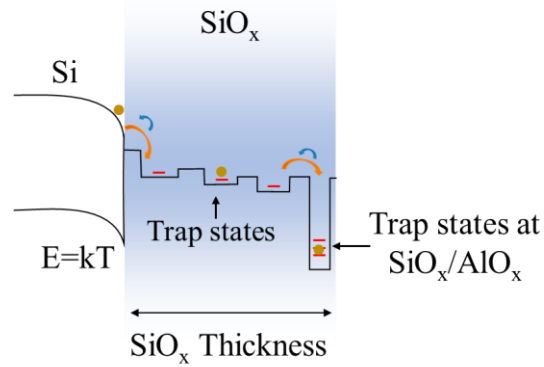 SiOₓ
Si
Trap states
Trap states at
SiOₓ/AlOₓ
E=kT
SiOₓ Thickness